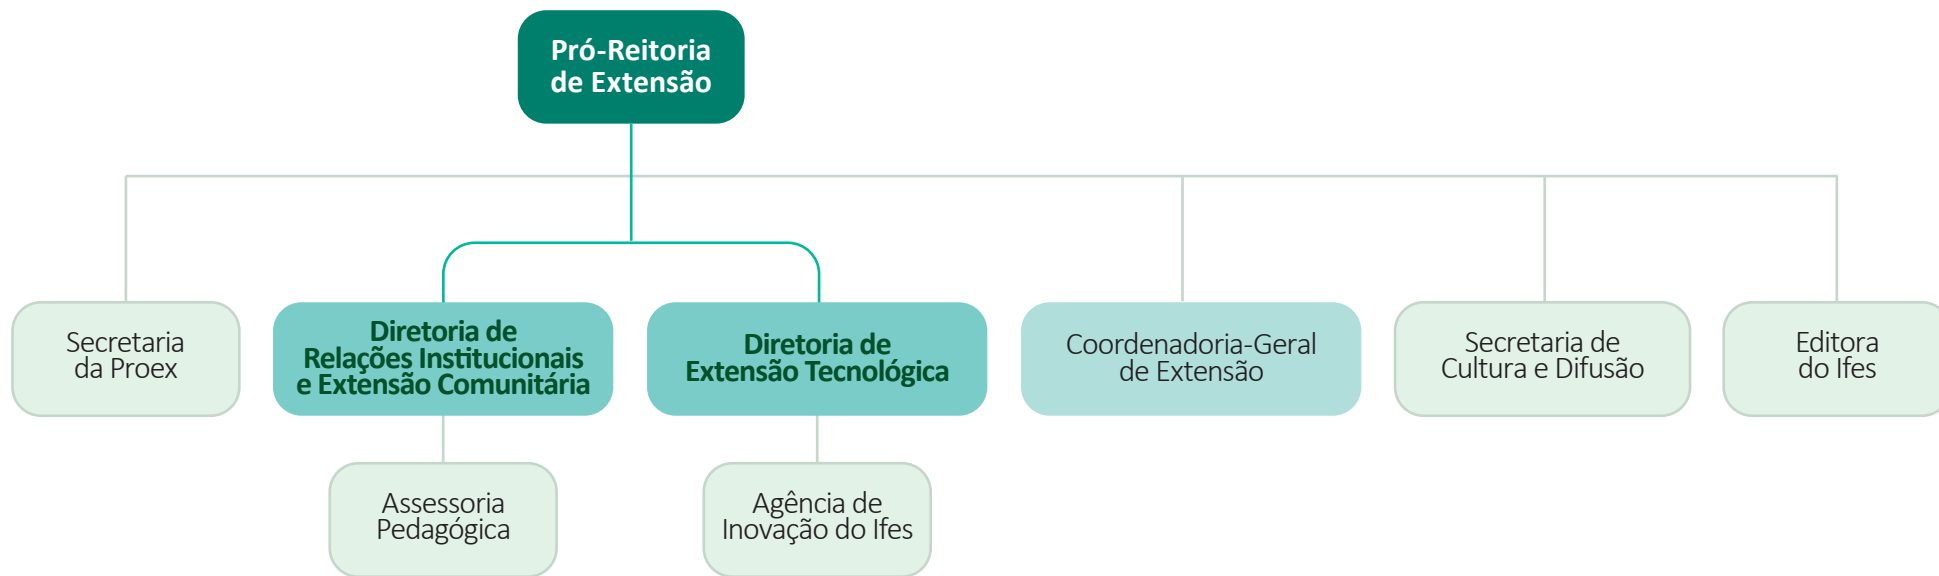 Pró-Reitoria
de Extensão
Secretaria
da Proex
Diretoria de
Relações Institucionais
e Extensão Comunitária
Diretoria de
Extensão Tecnológica
Coordenadoria-Geral
de Extensão
Secretaria de
Cultura e Difusão
Editora
do Ifes
Assessoria
Pedagógica
Agência de
Inovação do Ifes